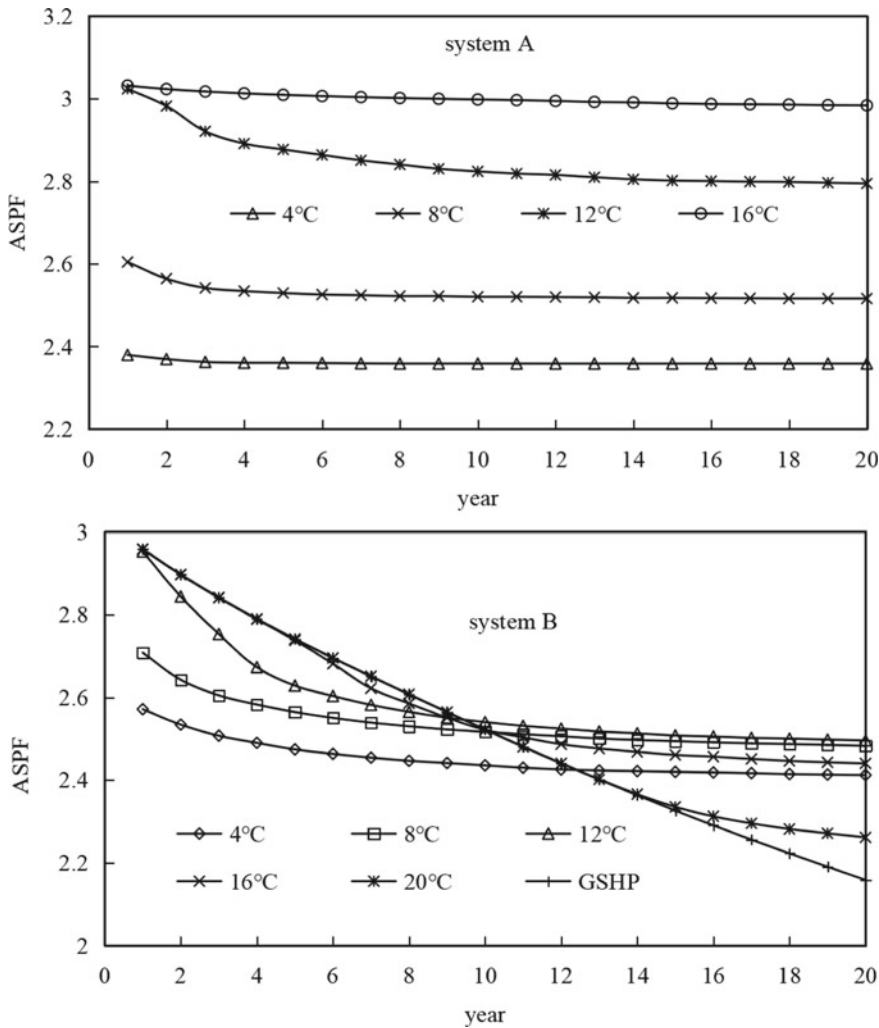 3.2
system A
3
2.8
4°C 8°C 12°C 16°C
ASPF
2.6
2.4
2.2
0 2 4 6 8 10 12 14 16 18 20
year
3
system B
2.8
2.6
ASPF
2.4
4°C 8°C 12°C
2.2
16°C 20°C GSHP
2
0 2 4 6 8 10 12 14 16 18 20
year